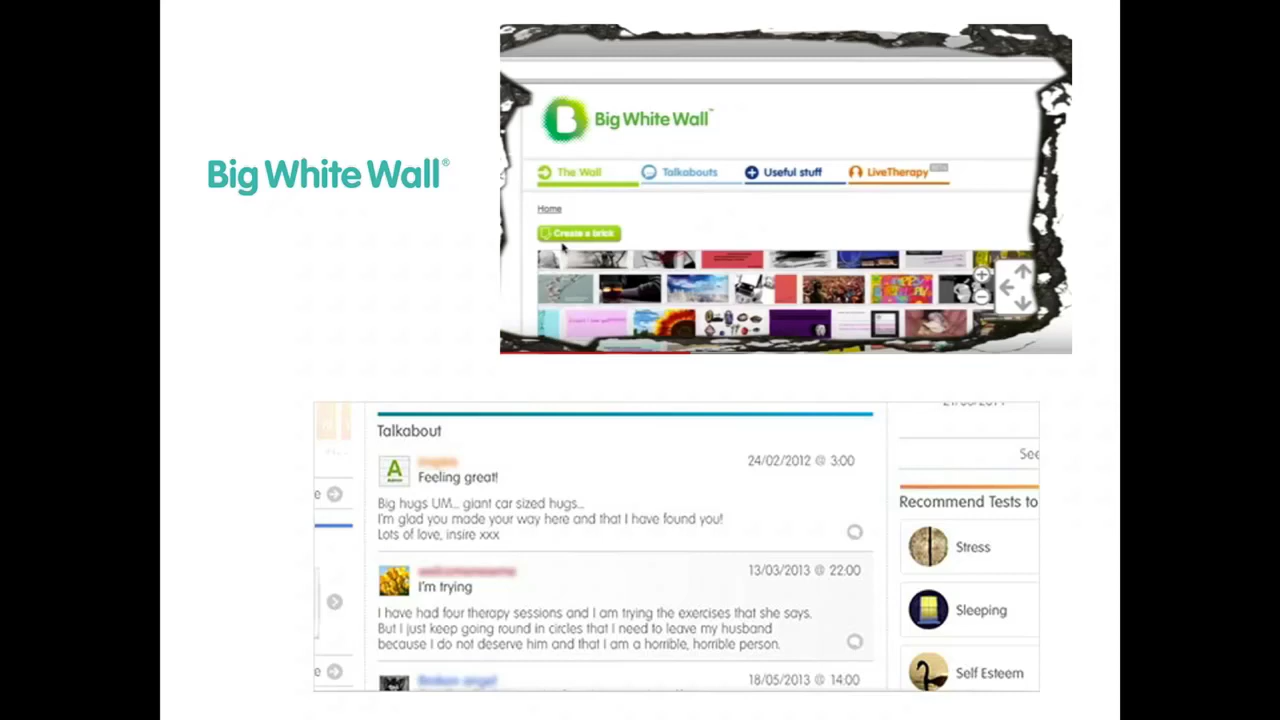 Big White Wall®
Big White Wall™
The Wall
Talkabouts
Useful stuff
LiveTherapy
Home
Create a brick
Talkabout
A
Admin
24/02/2012 @ 3:00
Feeling great!
Big hugs UM... giant car sized hugs...
I'm glad you made your way here and that I have found you!
Lots of love, insire xxx
13/03/2013 @ 22:00
I'm trying
I have had four therapy sessions and I am trying the exercises that she says.
But I just keep going round in circles that I need to leave my husband
because I do not deserve him and that I am a horrible, horrible person.
18/05/2013 @ 14:00
See
Recommend Tests to
Stress
Sleeping
Self Esteem